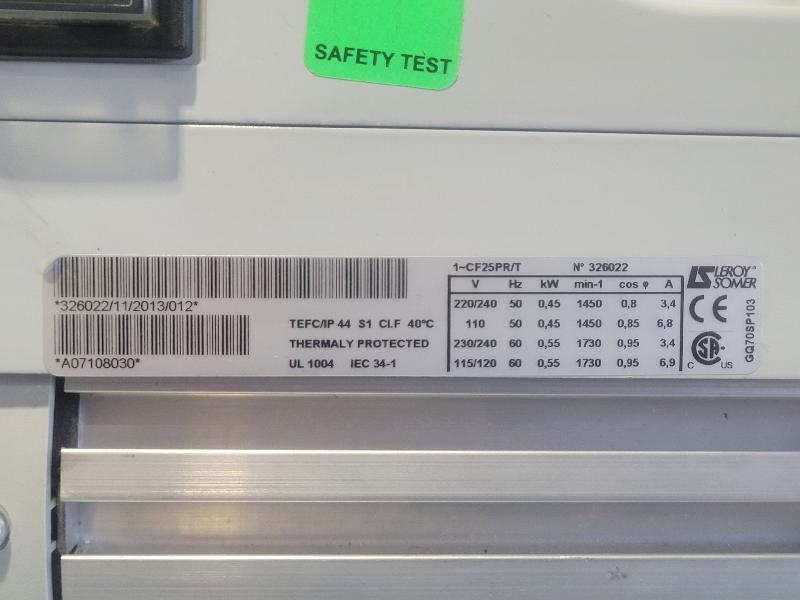 SAFETY TEST
*326022/11/2013/012*
*A07108030*
TEFC/IP 44 S1 Cl.F 40°C
THERMALY PROTECTED
UL 1004 IEC 34-1
1~CF25PR/T N° 326022
V Hz kW min-1 cos φ A
220/240 50 0,45 1450 0,8 3,4
110 50 0,45 1450 0,85 6,8
230/240 60 0,55 1730 0,95 3,4
115/120 60 0,55 1730 0,95 6,9
LS LEROY®
SOMER
CE
SA®
C US
GQ70SP103